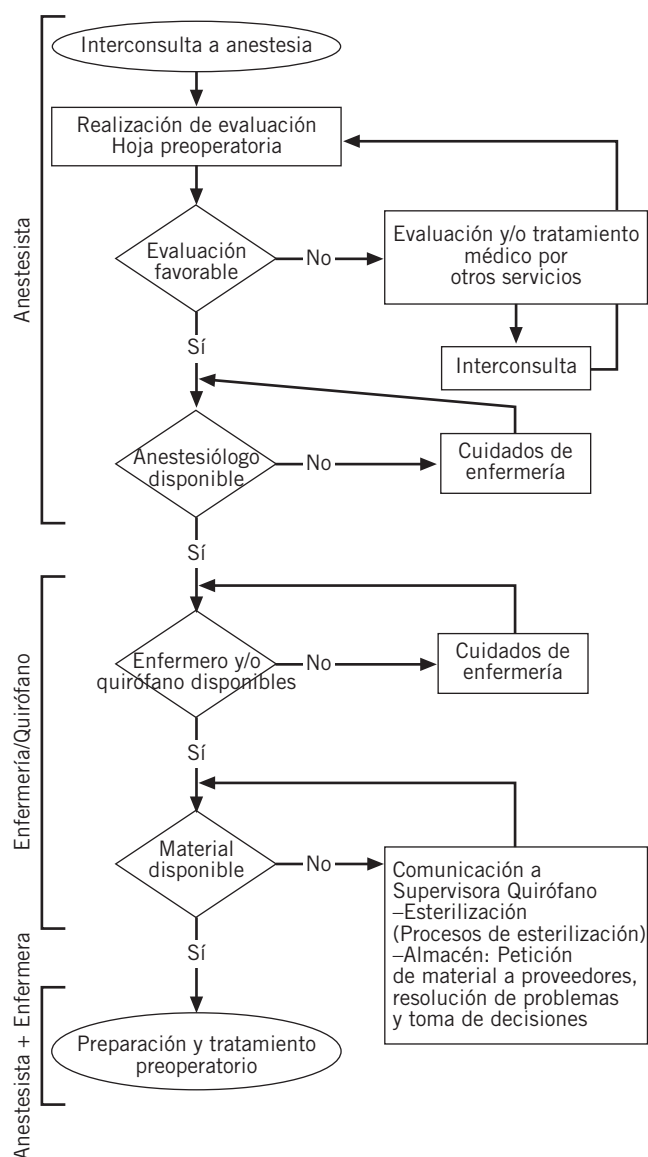 Interconsulta a anestesia
Realización de evaluación
Hoja preoperatoria
Evaluación
favorable
No
Evaluación y/o tratamiento
médico por
otros servicios
Interconsulta
Sí
Anestesiólogo
disponible
No
Cuidados de
enfermería
Sí
Anestesista
Enfermero y/o
quirófano disponibles
No
Cuidados de
enfermería
Sí
Material
disponible
No
Comunicación a
Supervisora Quirófano
–Esterilización
(Procesos de esterilización)
–Almacén: Petición
de material a proveedores,
resolución de problemas
y toma de decisiones
Sí
Enfermería/Quirófano
Preparación y tratamiento
preoperatorio
Anestesista + Enfermera